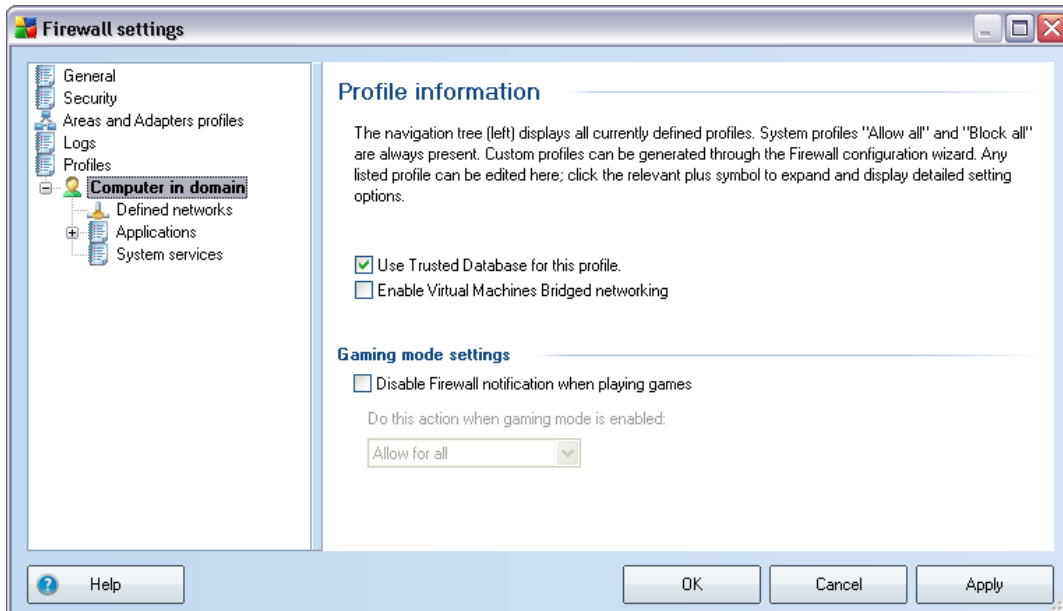 Firewall settings
General
Security
Areas and Adapters profiles
Logs
Profiles
Computer in domain
Defined networks
Applications
System services
Profile information
The navigation tree (left) displays all currently defined profiles. System profiles "Allow all" and "Block all"
are always present. Custom profiles can be generated through the Firewall configuration wizard. Any
listed profile can be edited here; click the relevant plus symbol to expand and display detailed setting
options.
Use Trusted Database for this profile.
Enable Virtual Machines Bridged networking
Gaming mode settings
Disable Firewall notification when playing games
Do this action when gaming mode is enabled:
Allow for all
Help
OK
Cancel
Apply